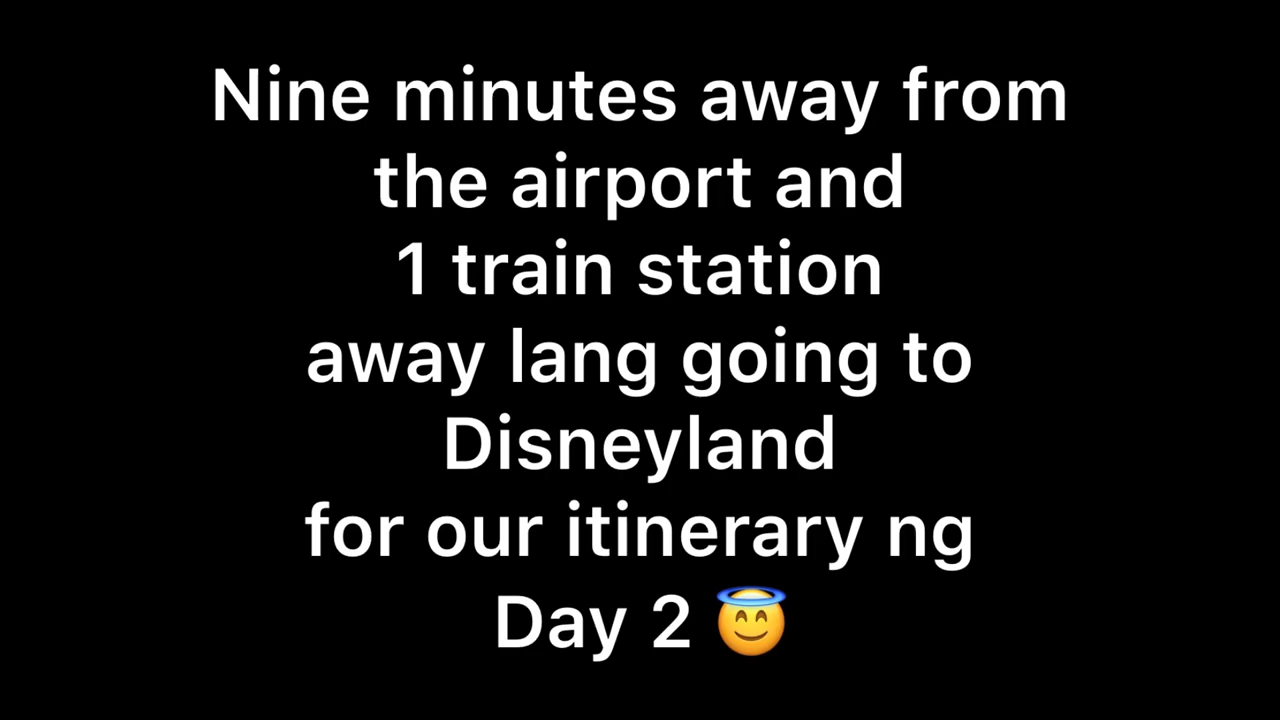 Nine minutes away from
the airport and
1 train station
away lang going to
Disneyland
for our itinerary ng
Day 2 😇